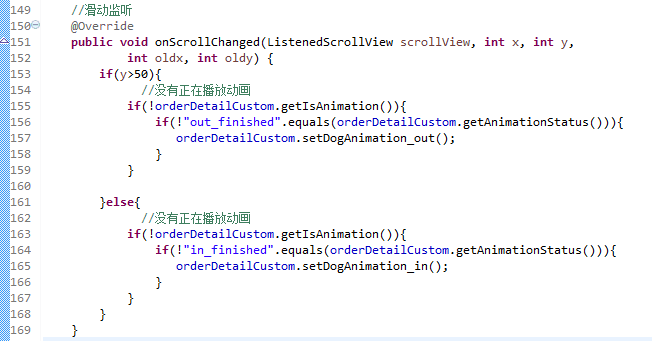 149 //滑动监听
150 @Override
151 public void onScrollChanged(ListenedScrollView scrollView, int x, int y,
152 int oldx, int oldy) {
153 if(y>50){
154 //没有正在播放动画
155 if(!orderDetailCustom.getIsAnimation()){
156 if(!"out_finished".equals(orderDetailCustom.getAnimationStatus())){
157 orderDetailCustom.setDogAnimation_out();
158 }
159 }
160
161 }else{
162 //没有正在播放动画
163 if(!orderDetailCustom.getIsAnimation()){
164 if(!"in_finished".equals(orderDetailCustom.getAnimationStatus())){
165 orderDetailCustom.setDogAnimation_in();
166 }
167 }
168 }
169 }